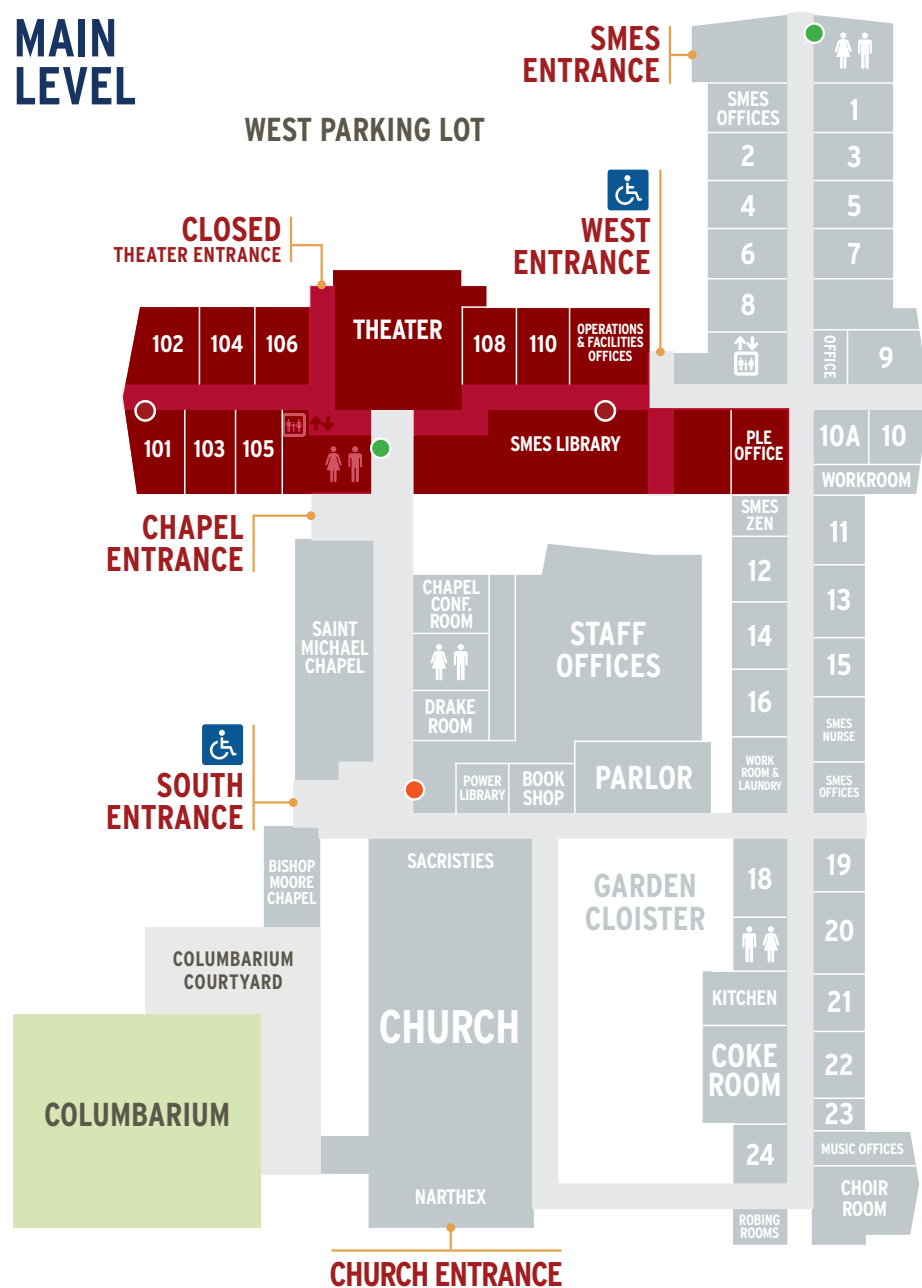 MAIN
LEVEL
SMES
ENTRANCE
WEST PARKING LOT
SMES
OFFICES
1
2
3
4
5
6
7
8
OFFICE
9
WEST
ENTRANCE
CLOSED
THEATER ENTRANCE
THEATER
102
104
106
108
110
OPERATIONS
& FACILITIES
OFFICES
101
103
105
SMES LIBRARY
PLE
OFFICE
10A
10
WORKROOM
CHAPEL
ENTRANCE
SMES
ZEN
11
12
13
14
15
16
SMES
NURSE
WORK
ROOM &
LAUNDRY
SMES
OFFICES
SAINT
MICHAEL
CHAPEL
CHAPEL
CONF.
ROOM
STAFF
OFFICES
DRAKE
ROOM
POWER
LIBRARY
BOOK
SHOP
PARLOR
SOUTH
ENTRANCE
BISHOP
MOORE
CHAPEL
SACRISTIES
GARDEN
CLOISTER
18
19
20
COLUMBARIUM
COURTYARD
KITCHEN
21
CHURCH
COKE
ROOM
22
COLUMBARIUM
23
24
MUSIC OFFICES
NARTHEX
CHOIR
ROOM
ROBING
ROOMS
CHURCH ENTRANCE